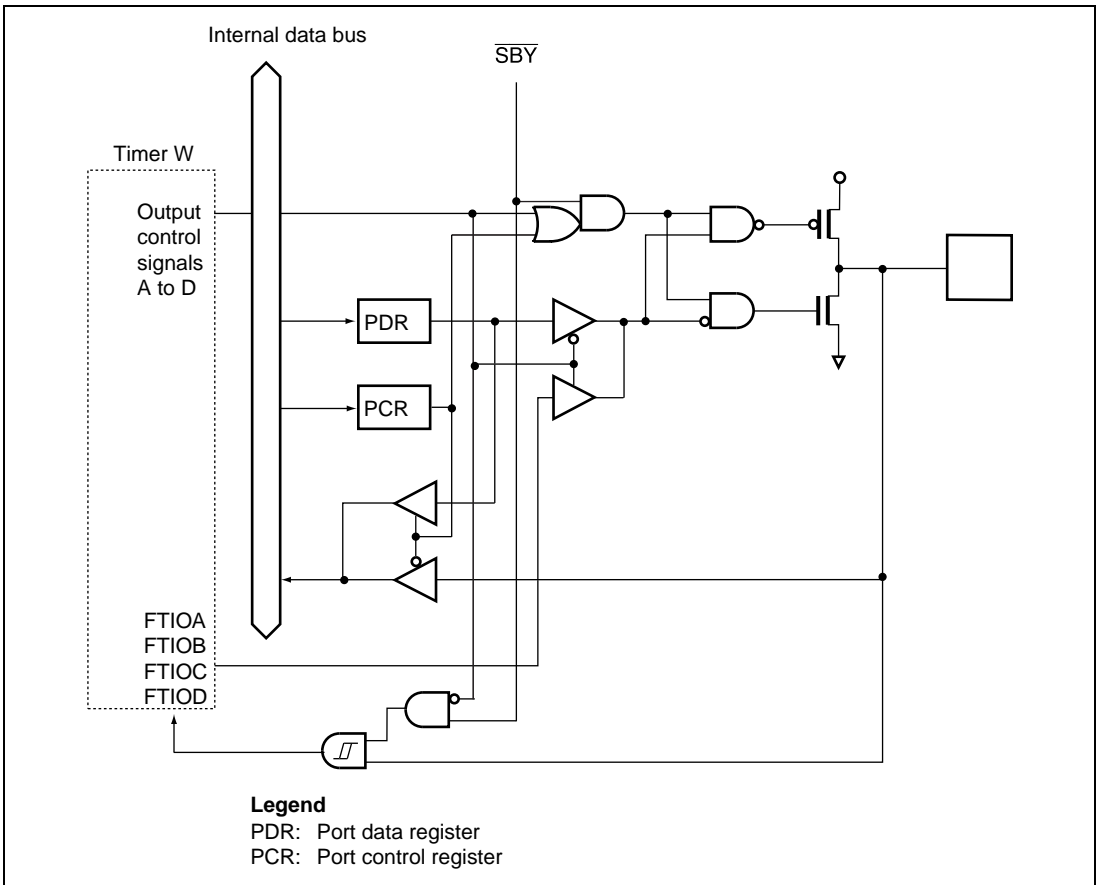 Internal data bus
SBY
Timer W
Output
control
signals
A to D
PDR
PCR
FTIOA
FTIOB
FTIOC
FTIOD
Legend
PDR: Port data register
PCR: Port control register